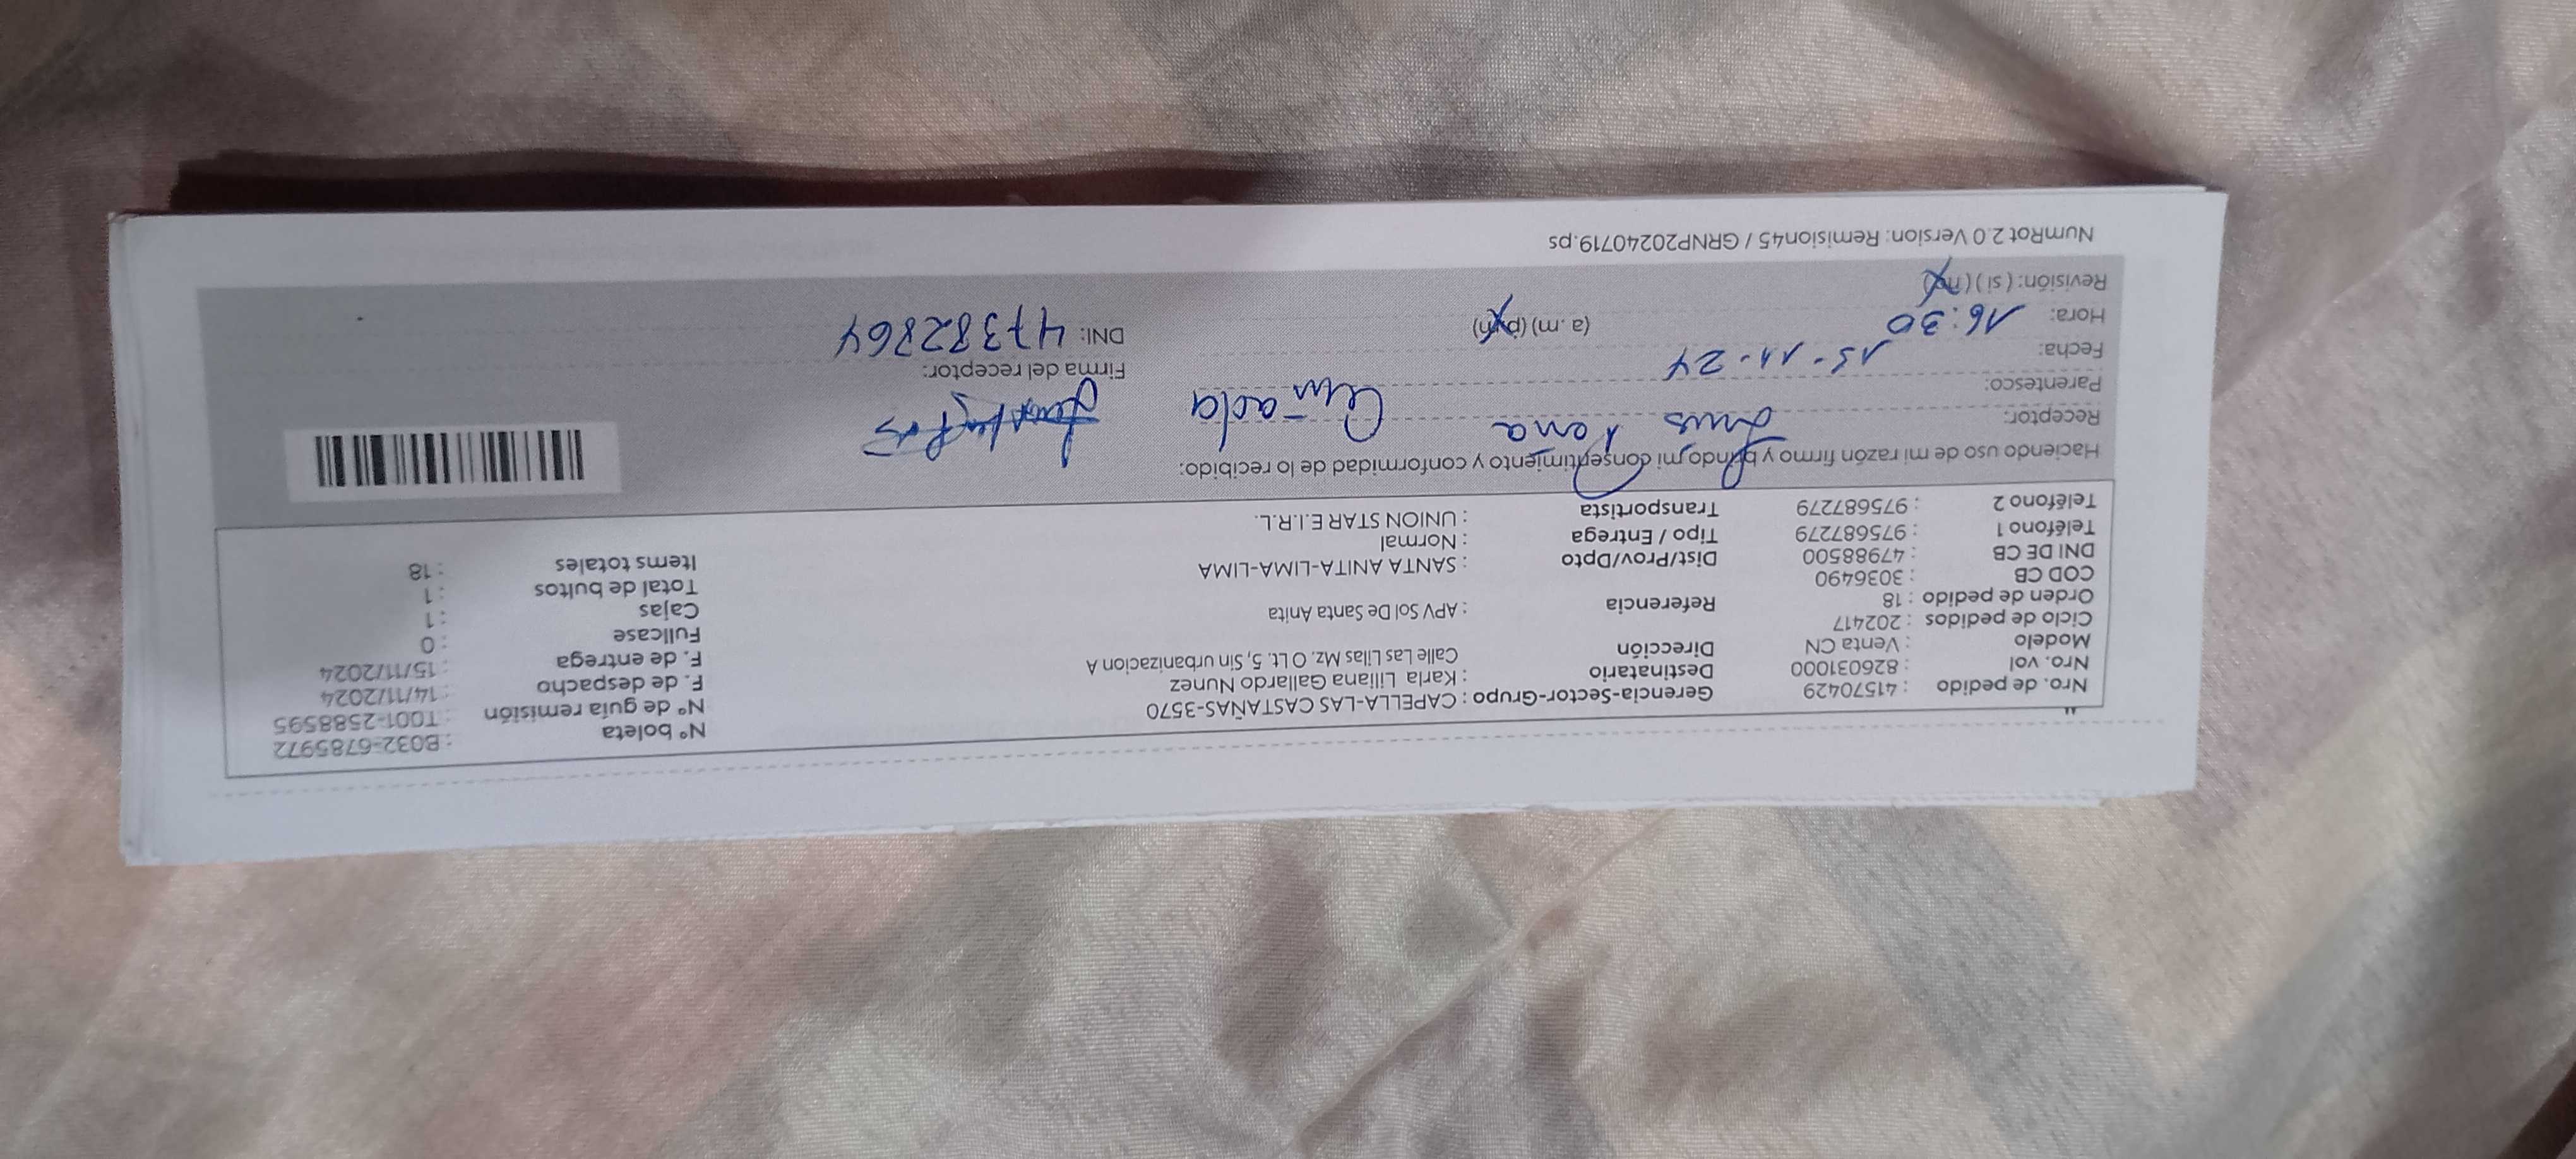 Nº boleta : B032-6785972
Nº de guía remisión : T001-2588595
F. de despacho : 14/11/2024
F. de entrega : 15/11/2024
Fullcase : 0
Cajas : 1
Total de bultos : 1
Items totales : 18
Nro. de pedido : 41570429
Nro. vol : 826031000
Modelo : Venta CN
Ciclo de pedidos : 202417
Orden de pedido : 18
COD CB : 3036490
DNI DE CB : 47988500
Teléfono 1 : 975687279
Teléfono 2 : 975687279
Gerencia-Sector-Grupo : CAPELLA-LAS CASTAÑAS-3570
Destinatario : Karla Liliana Gallardo Nunez
Dirección : Calle Las Lilas Mz. O Lt. 5, Sin urbanizacion A
Referencia : APV Sol De Santa Anita
Dist/Prov/Dpto : SANTA ANITA-LIMA-LIMA
Tipo / Entrega : Normal
Transportista : UNION STAR E.I.R.L.
Haciendo uso de mi razón firmo y brindo mi consentimiento y conformidad de lo recibido:
Receptor: Luis Peña
Parentesco:
Fecha: 15-11-24
Hora: 16:30 (a.m) (pm)
Revisión: (si) (no)
Firma del receptor:
DNI: 47382864
NumRot 2.0 Version: Remision45 / GRNP20240719.ps